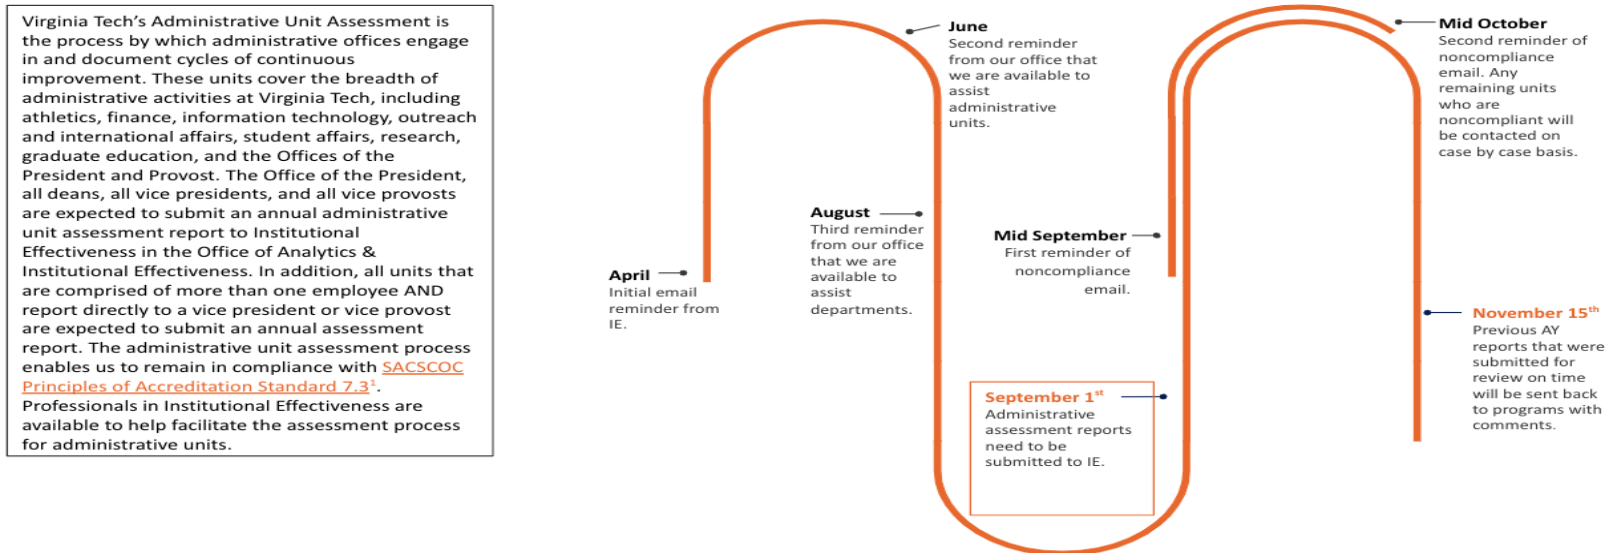 Virginia Tech’s Administrative Unit Assessment is
the process by which administrative offices engage
in and document cycles of continuous
improvement. These units cover the breadth of
administrative activities at Virginia Tech, including
athletics, finance, information technology, outreach
and international affairs, student affairs, research,
graduate education, and the Offices of the
President and Provost. The Office of the President,
all deans, all vice presidents, and all vice provosts
are expected to submit an annual administrative
unit assessment report to Institutional
Effectiveness in the Office of Analytics &
Institutional Effectiveness. In addition, all units that
are comprised of more than one employee AND
report directly to a vice president or vice provost
are expected to submit an annual assessment
report. The administrative unit assessment process
enables us to remain in compliance with SACSCOC
Principles of Accreditation Standard 7.3¹.
Professionals in Institutional Effectiveness are
available to help facilitate the assessment process
for administrative units.
April
Initial email
reminder from
IE.
June
Second reminder
from our office that
we are available to
assist
administrative
units.
August
Third reminder
from our office
that we are
available to
assist
departments.
September 1st
Administrative
assessment reports
need to be
submitted to IE.
Mid September
First reminder of
noncompliance
email.
Mid October
Second reminder of
noncompliance
email. Any
remaining units
who are
noncompliant will
be contacted on
case by case basis.
November 15th
Previous AY
reports that were
submitted for
review on time
will be sent back
to programs with
comments.